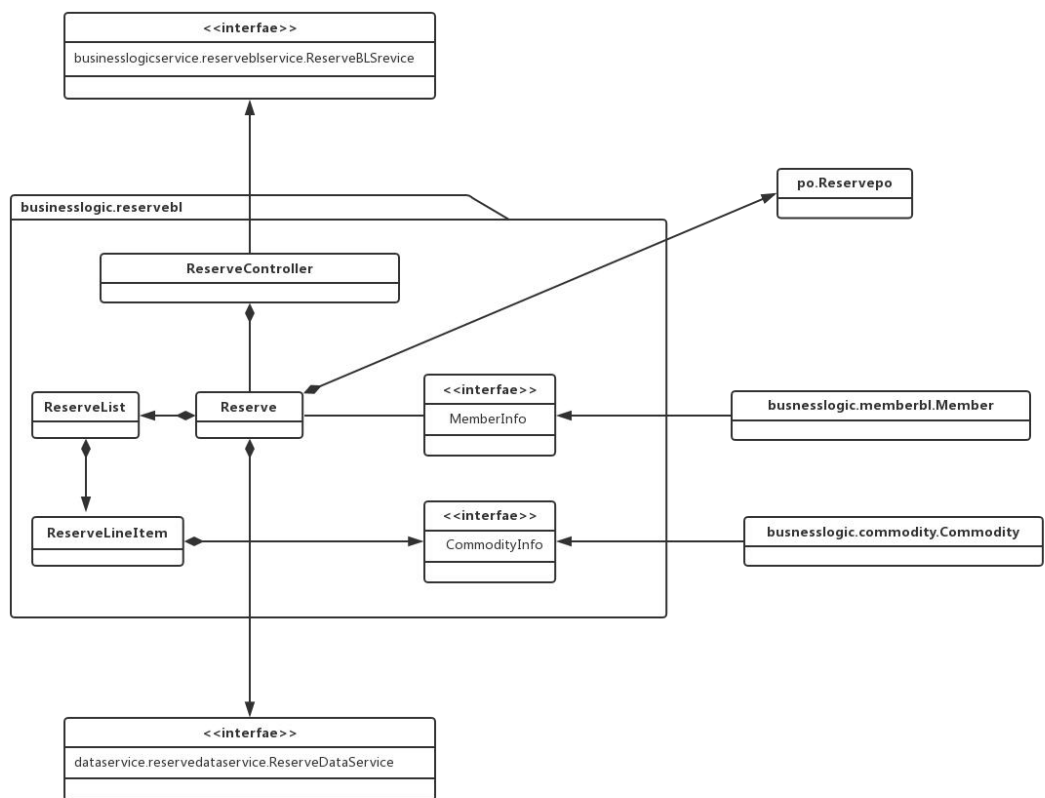 <<interfae>>
businesslogicservice.reserveblservice.ReserveBLSrevice
po.Reservepo
businesslogic.reservebl
ReserveController
ReserveList
Reserve
<<interfae>>
MemberInfo
busnesslogic.memberbl.Member
ReserveLineItem
<<interfae>>
CommodityInfo
busnesslogic.commodity.Commodity
<<interfae>>
dataservice.reservedataservice.ReserveDataService